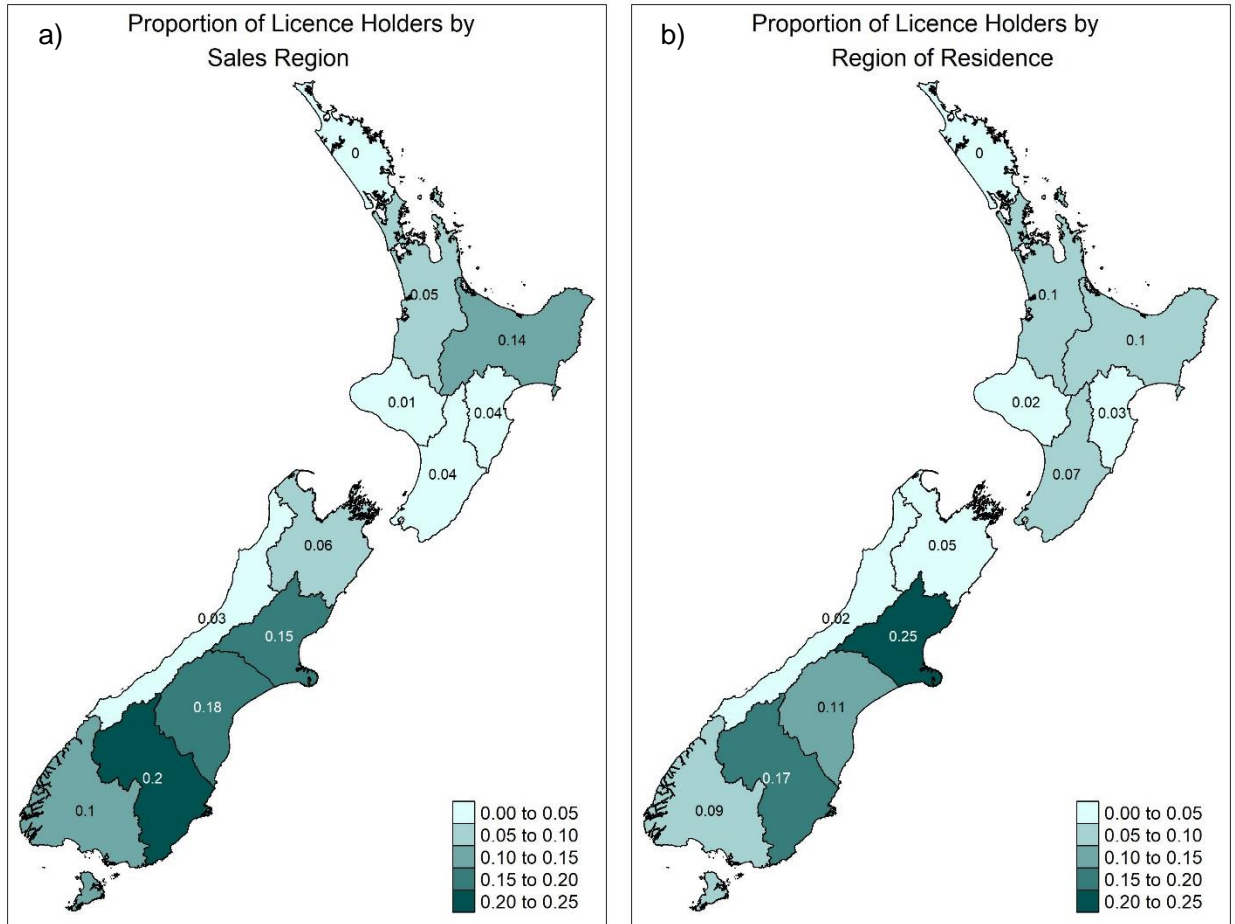 a)
Proportion of Licence Holders by
Sales Region
0
0.05
0.14
0.01
0.04
0.04
0.06
0.03
0.15
0.18
0.2
0.1
0.00 to 0.05
0.05 to 0.10
0.10 to 0.15
0.15 to 0.20
0.20 to 0.25
b)
Proportion of Licence Holders by
Region of Residence
0
0.1
0.1
0.02
0.03
0.07
0.05
0.02
0.25
0.11
0.17
0.09
0.00 to 0.05
0.05 to 0.10
0.10 to 0.15
0.15 to 0.20
0.20 to 0.25